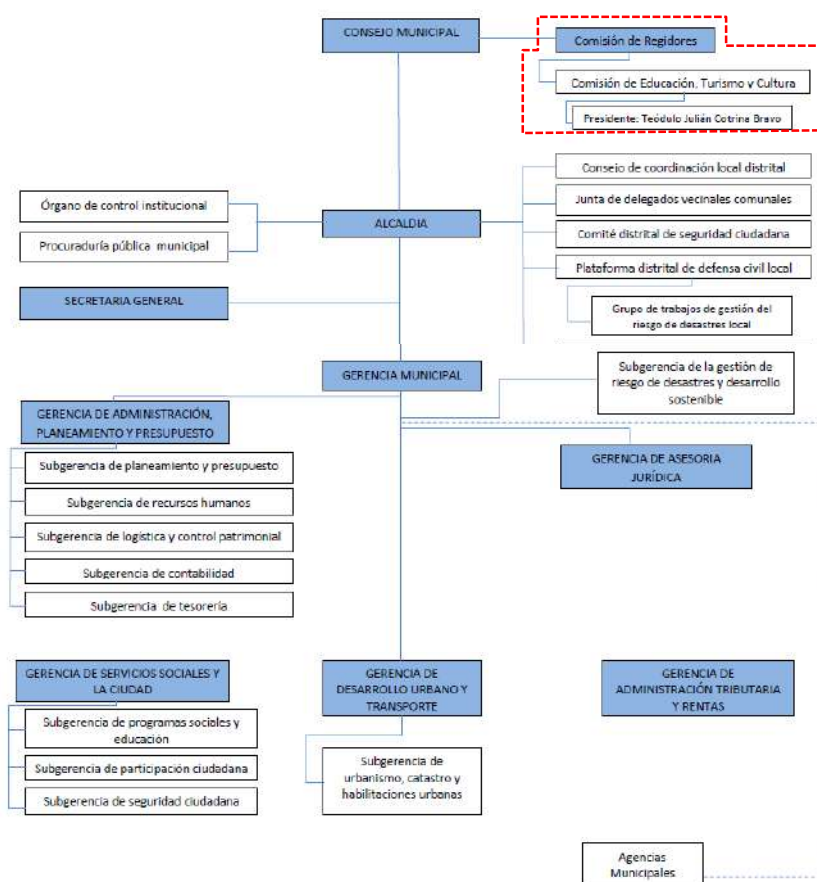 CONSEJO MUNICIPAL
Comisión de Regidores
Comisión de Educación, Turismo y Cultura
Presidente: Teódulo Julián Cotrina Bravo
Consejo de coordinación local distrital
Junta de delegados vecinales comunales
Comité distrital de seguridad ciudadana
Plataforma distrital de defensa civil local
Grupo de trabajos de gestión del
riesgo de desastres local
Órgano de control institucional
Procuraduría pública municipal
ALCALDIA
SECRETARIA GENERAL
GERENCIA MUNICIPAL
Subgerencia de la gestión de
riesgo de desastres y desarrollo
sostenible
GERENCIA DE ADMINISTRACIÓN,
PLANEAMIENTO Y PRESUPUESTO
Subgerencia de planeamiento y presupuesto
Subgerencia de recursos humanos
Subgerencia de logística y control patrimonial
Subgerencia de contabilidad
Subgerencia de tesorería
GERENCIA DE ASESORIA
JURÍDICA
GERENCIA DE SERVICIOS SOCIALES Y
LA CIUDAD
Subgerencia de programas sociales y
educación
Subgerencia de participación ciudadana
Subgerencia de seguridad ciudadana
GERENCIA DE
DESARROLLO URBANO Y
TRANSPORTE
Subgerencia de
urbanismo, catastro y
habilitaciones urbanas
GERENCIA DE
ADMINISTRACIÓN TRIBUTARIA
Y RENTAS
Agencias
Municipales